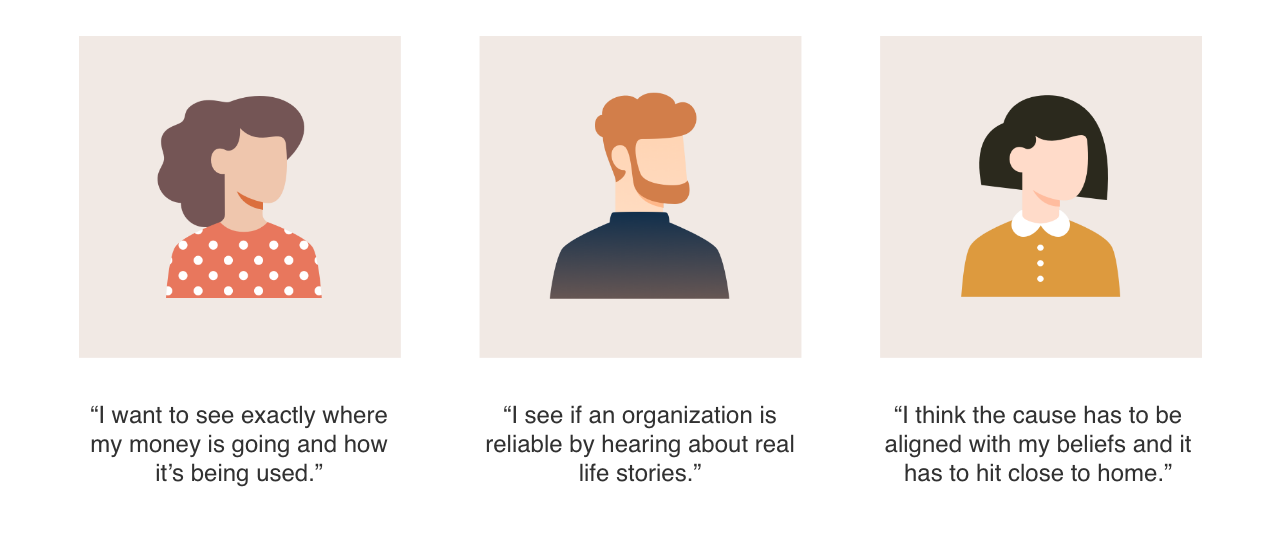 “I want to see exactly where
my money is going and how
it’s being used.”
“I see if an organization is
reliable by hearing about real
life stories.”
“I think the cause has to be
aligned with my beliefs and it
has to hit close to home.”